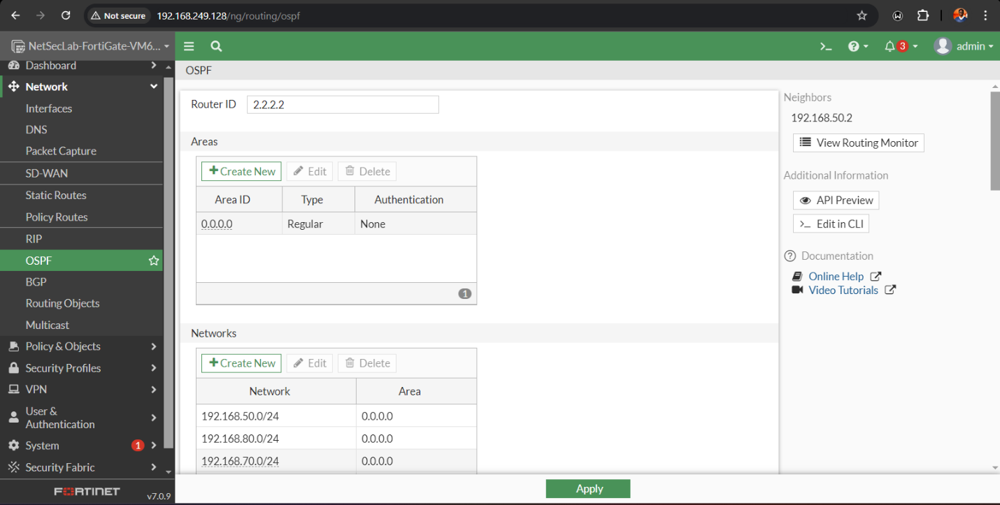 Not secure 192.168.249.128/ng/routing/ospf
NetSecLab-FortiGate-VM6...
3 admin
Dashboard
Network
Interfaces
DNS
Packet Capture
SD-WAN
Static Routes
Policy Routes
RIP
OSPF
BGP
Routing Objects
Multicast
Policy & Objects
Security Profiles
VPN
User &
Authentication
System 1
Security Fabric
FORTINET v7.0.9
OSPF
Router ID 2.2.2.2
Areas
Create New Edit Delete
Area ID Type Authentication
0.0.0.0 Regular None
1
Networks
Create New Edit Delete
Network Area
192.168.50.0/24 0.0.0.0
192.168.80.0/24 0.0.0.0
192.168.70.0/24 0.0.0.0
Apply
Neighbors
192.168.50.2
View Routing Monitor
Additional Information
API Preview
>_ Edit in CLI
Documentation
Online Help
Video Tutorials